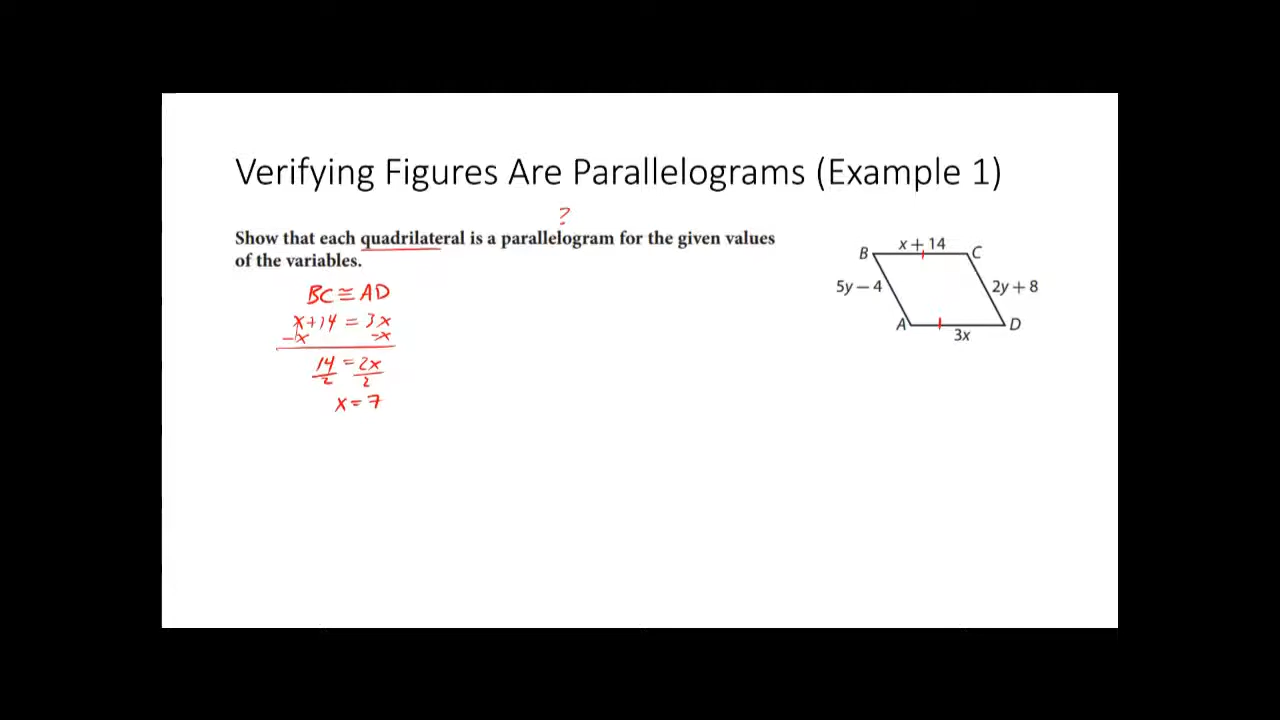 Verifying Figures Are Parallelograms (Example 1)
?
Show that each quadrilateral is a parallelogram for the given values
of the variables.
BC ≅ AD
x+14 = 3x
-x -x
14 = 2x
2 2
x = 7
B x + 14 C
5y – 4 2y + 8
A D
3x